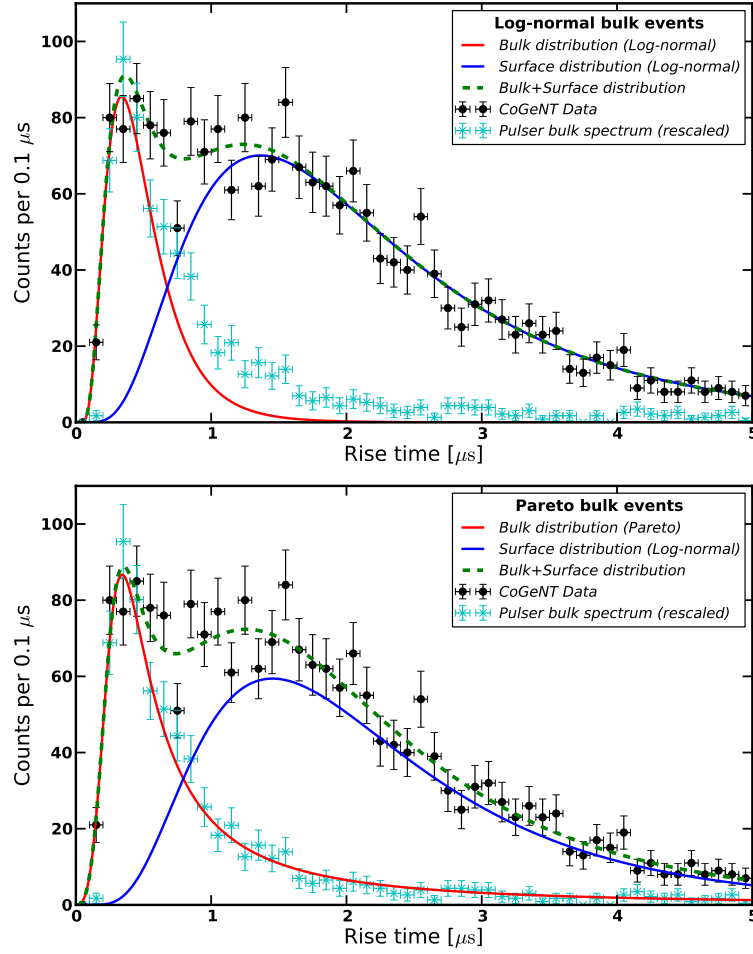 Log-normal bulk events
Bulk distribution (Log-normal)
Surface distribution (Log-normal)
Bulk+Surface distribution
CoGeNT Data
Pulser bulk spectrum (rescaled)
Counts per 0.1 μs
100
80
60
40
20
0
0 1 2 3 4 5
Rise time [μs]
Pareto bulk events
Bulk distribution (Pareto)
Surface distribution (Log-normal)
Bulk+Surface distribution
CoGeNT Data
Pulser bulk spectrum (rescaled)
Counts per 0.1 μs
100
80
60
40
20
0
0 1 2 3 4 5
Rise time [μs]